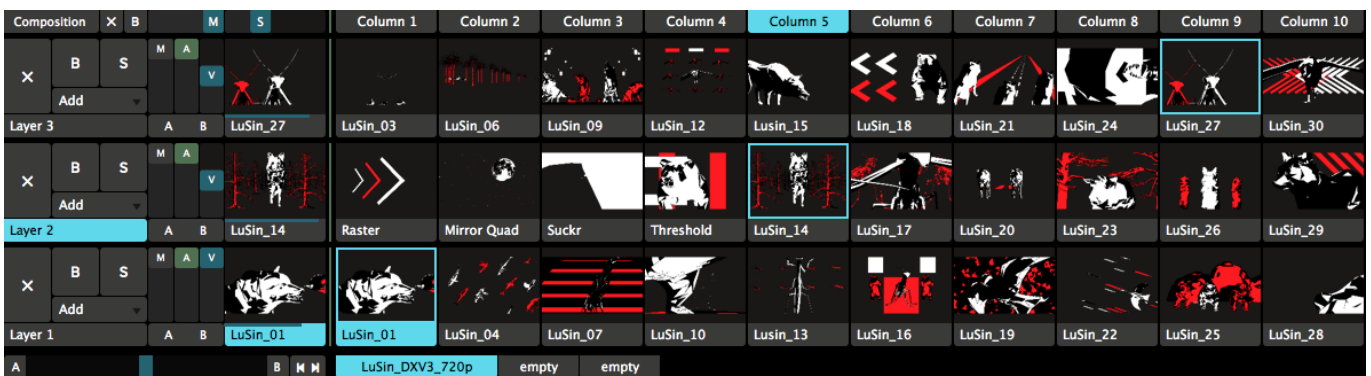 Composition X B M S Column 1 Column 2 Column 3 Column 4 Column 5 Column 6 Column 7 Column 8 Column 9 Column 10
M A
X B S V
Add
Layer 3 A B LuSin_27 LuSin_03 LuSin_06 LuSin_09 LuSin_12 LuSin_15 LuSin_18 LuSin_21 LuSin_24 LuSin_27 LuSin_30
M A
X B S V
Add
Layer 2 A B LuSin_14 Raster Mirror Quad Suckr Threshold LuSin_14 LuSin_17 LuSin_20 LuSin_23 LuSin_26 LuSin_29
M A V
X B S
Add
Layer 1 A B LuSin_01 LuSin_01 LuSin_04 LuSin_07 LuSin_10 LuSin_13 LuSin_16 LuSin_19 LuSin_22 LuSin_25 LuSin_28
A B LuSin_DXV3_720p empty empty